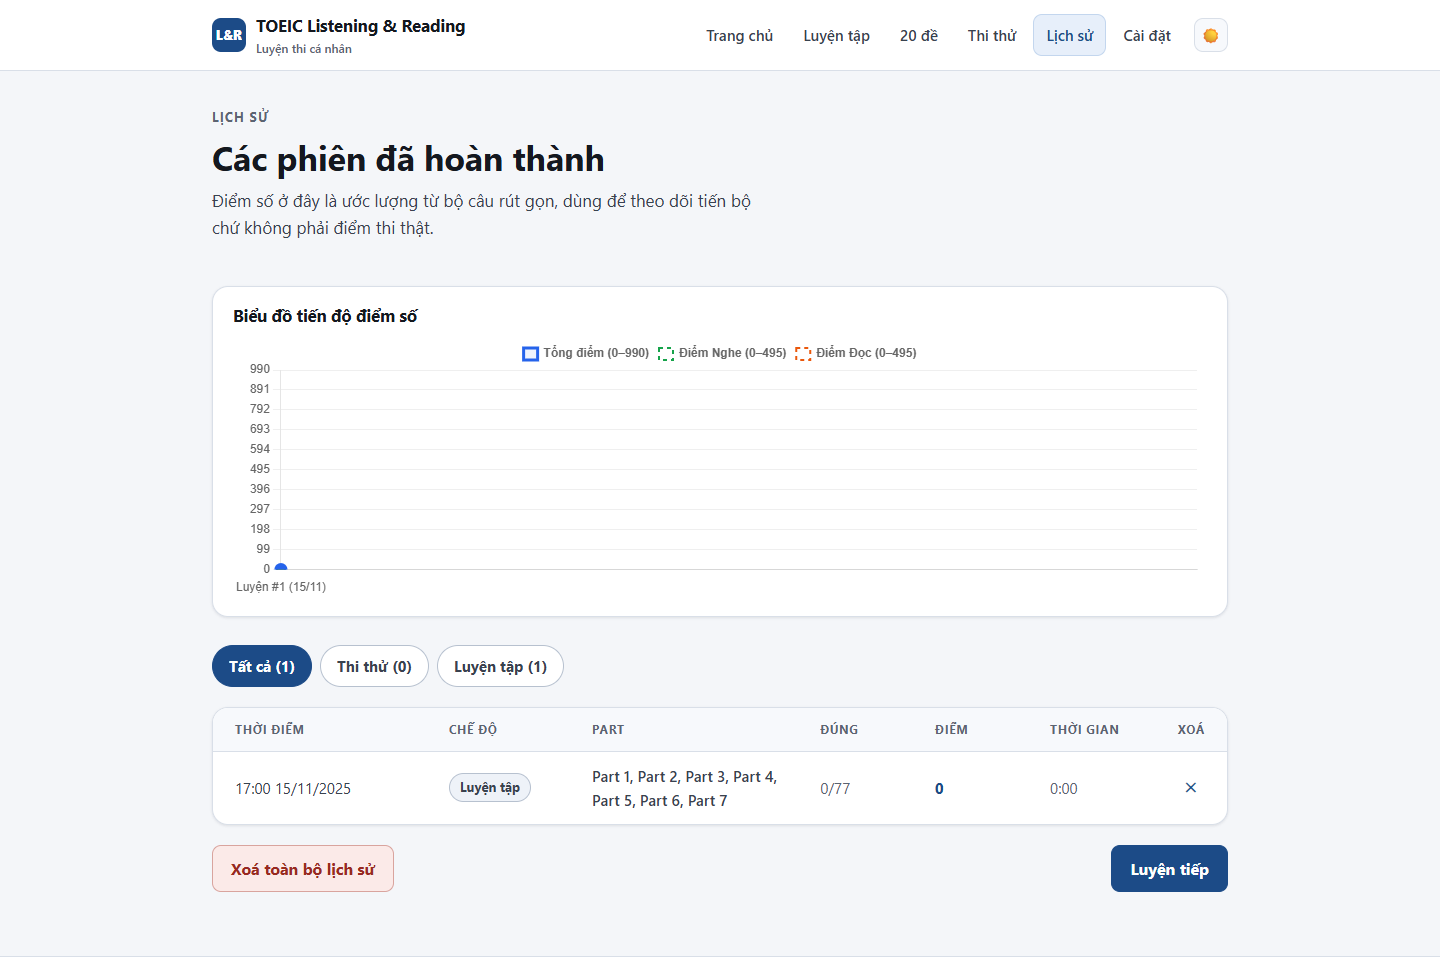 L&R
TOEIC Listening & Reading
Luyện thi cá nhân
Trang chủ
Luyện tập
20 đề
Thi thử
Lịch sử
Cài đặt
LỊCH SỬ
Các phiên đã hoàn thành
Điểm số ở đây là ước lượng từ bộ câu rút gọn, dùng để theo dõi tiến bộ
chứ không phải điểm thi thật.
Biểu đồ tiến độ điểm số
Tổng điểm (0–990)
Điểm Nghe (0–495)
Điểm Đọc (0–495)
990
891
792
693
594
495
396
297
198
99
0
Luyện #1 (15/11)
Tất cả (1)
Thi thử (0)
Luyện tập (1)
THỜI ĐIỂM
CHẾ ĐỘ
PART
ĐÚNG
ĐIỂM
THỜI GIAN
XOÁ
17:00 15/11/2025
Luyện tập
Part 1, Part 2, Part 3, Part 4,
Part 5, Part 6, Part 7
0/77
0
0:00
×
Xoá toàn bộ lịch sử
Luyện tiếp